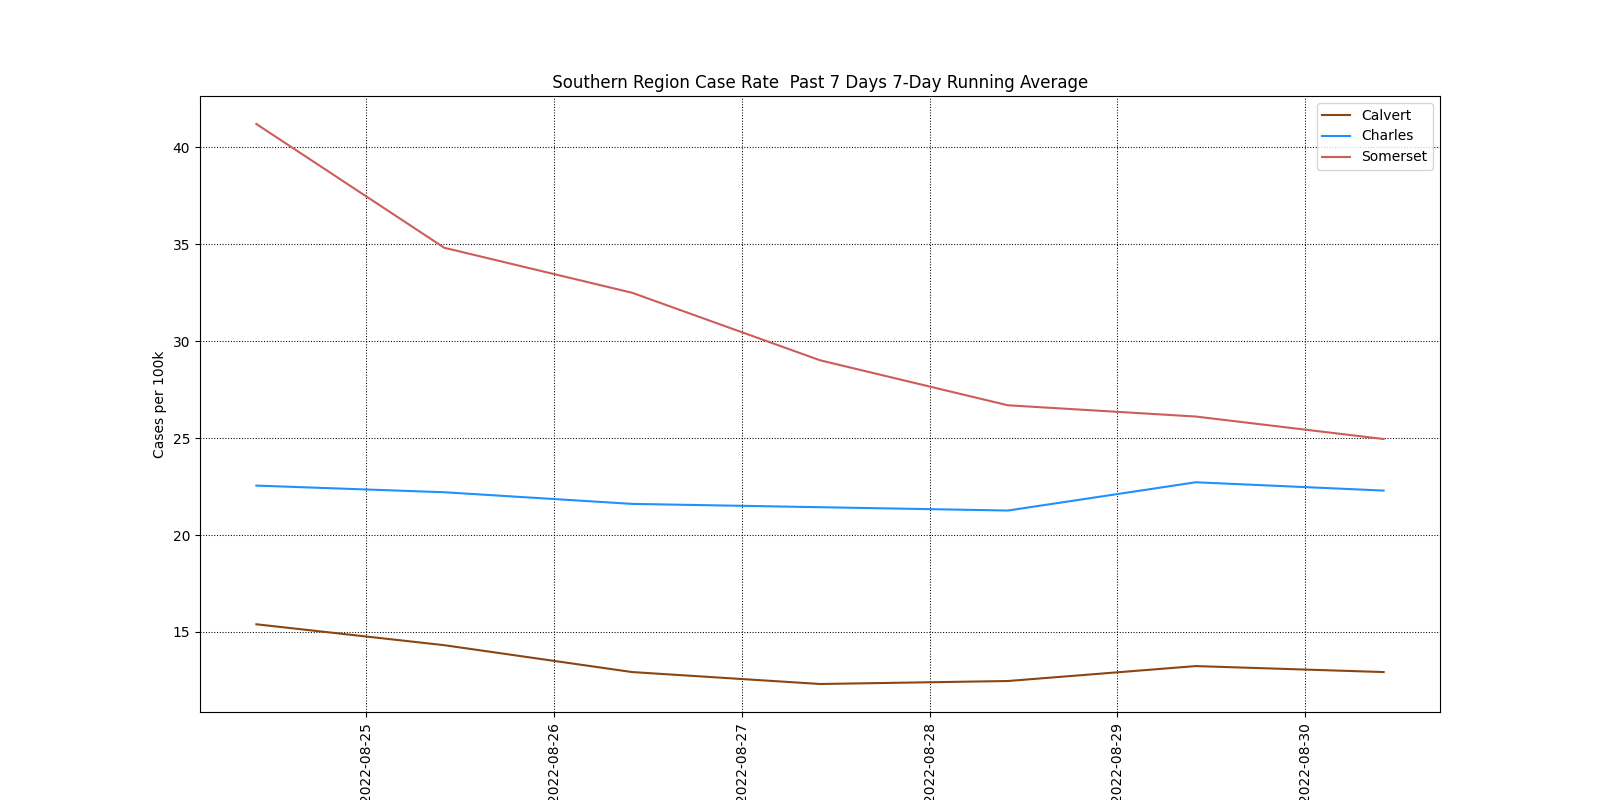 Southern Region Case Rate  Past 7 Days 7-Day Running Average
Calvert
Charles
Somerset
40
35
30
25
20
15
Cases per 100k
2022-08-25
2022-08-26
2022-08-27
2022-08-28
2022-08-29
2022-08-30